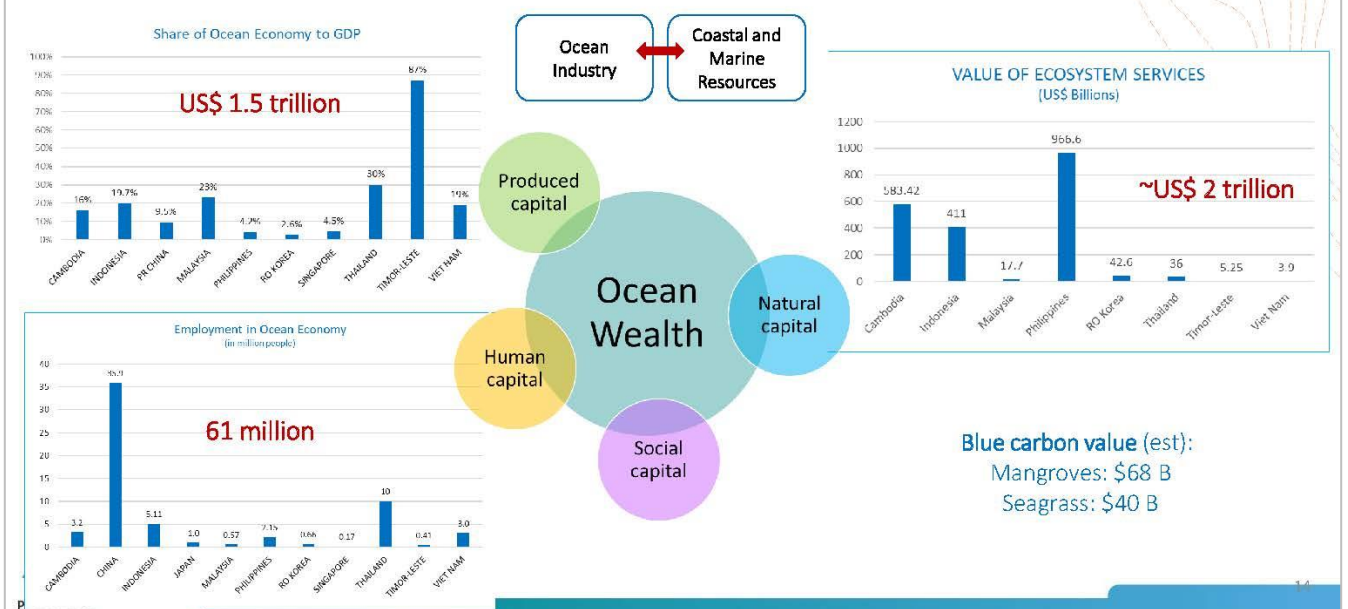 Share of Ocean Economy to GDP
100%
90%
80%
70%
60%
50%
40%
30%
20%
10%
0%
US$ 1.5 trillion
16%
19.7%
9.5%
23%
4.2%
2.6%
4.5%
30%
87%
19%
CAMBODIA
INDONESIA
PR CHINA
MALAYSIA
PHILIPPINES
RO KOREA
SINGAPORE
THAILAND
TIMOR-LESTE
VIET NAM
Ocean
Industry
Coastal and
Marine
Resources
VALUE OF ECOSYSTEM SERVICES
(US$ Billions)
1200
1000
800
600
400
200
0
~US$ 2 trillion
583.42
411
17.7
966.6
42.6
36
5.25
3.9
Cambodia
Indonesia
Malaysia
Philippines
RO Korea
Thailand
Timor-Leste
Viet Nam
Produced
capital
Ocean
Wealth
Natural
capital
Human
capital
Social
capital
Employment in Ocean Economy
(in million people)
40
35
30
25
20
15
10
5
0
61 million
3.2
35.9
5.11
1.0
0.57
2.15
0.66
0.17
10
0.41
3.0
CAMBODIA
CHINA
INDONESIA
JAPAN
MALAYSIA
PHILIPPINES
RO KOREA
SINGAPORE
THAILAND
TIMOR-LESTE
VIET NAM
Blue carbon value (est):
Mangroves: $68 B
Seagrass: $40 B
14